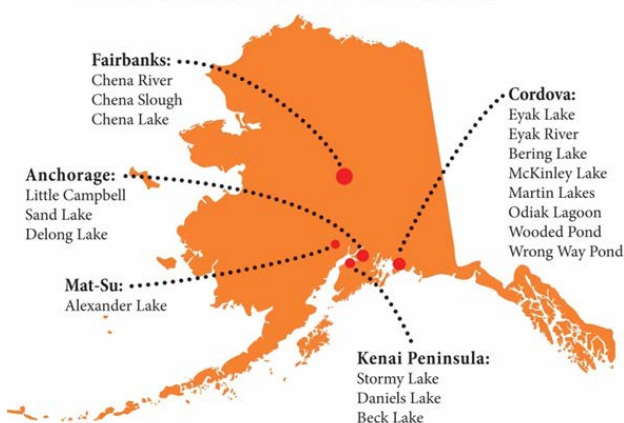 Fairbanks:
Chena River
Chena Slough
Chena Lake
Anchorage:
Little Campbell
Sand Lake
Delong Lake
Mat-Su:
Alexander Lake
Cordova:
Eyak Lake
Eyak River
Bering Lake
McKinley Lake
Martin Lakes
Odiak Lagoon
Wooded Pond
Wrong Way Pond
Kenai Peninsula:
Stormy Lake
Daniels Lake
Beck Lake